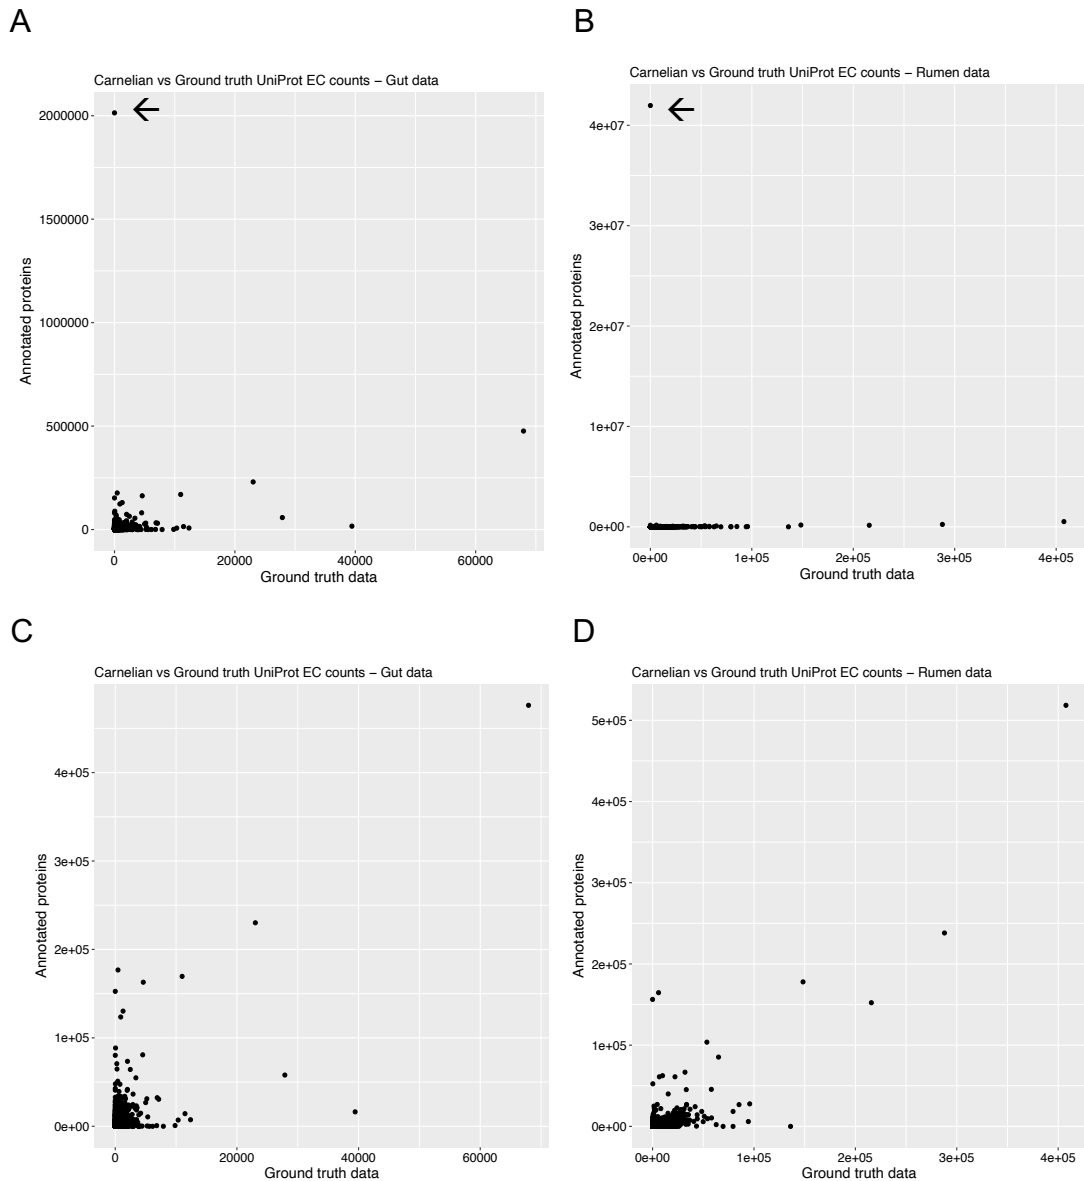 A
Carnelian vs Ground truth UniProt EC counts – Gut data
Annotated proteins
2000000
1500000
1000000
500000
0
0 20000 40000 60000
Ground truth data
B
Carnelian vs Ground truth UniProt EC counts – Rumen data
Annotated proteins
4e+07
3e+07
2e+07
1e+07
0e+00
0e+00 1e+05 2e+05 3e+05 4e+05
Ground truth data
C
Carnelian vs Ground truth UniProt EC counts – Gut data
Annotated proteins
4e+05
3e+05
2e+05
1e+05
0e+00
0 20000 40000 60000
Ground truth data
D
Carnelian vs Ground truth UniProt EC counts – Rumen data
Annotated proteins
5e+05
4e+05
3e+05
2e+05
1e+05
0e+00
0e+00 1e+05 2e+05 3e+05 4e+05
Ground truth data